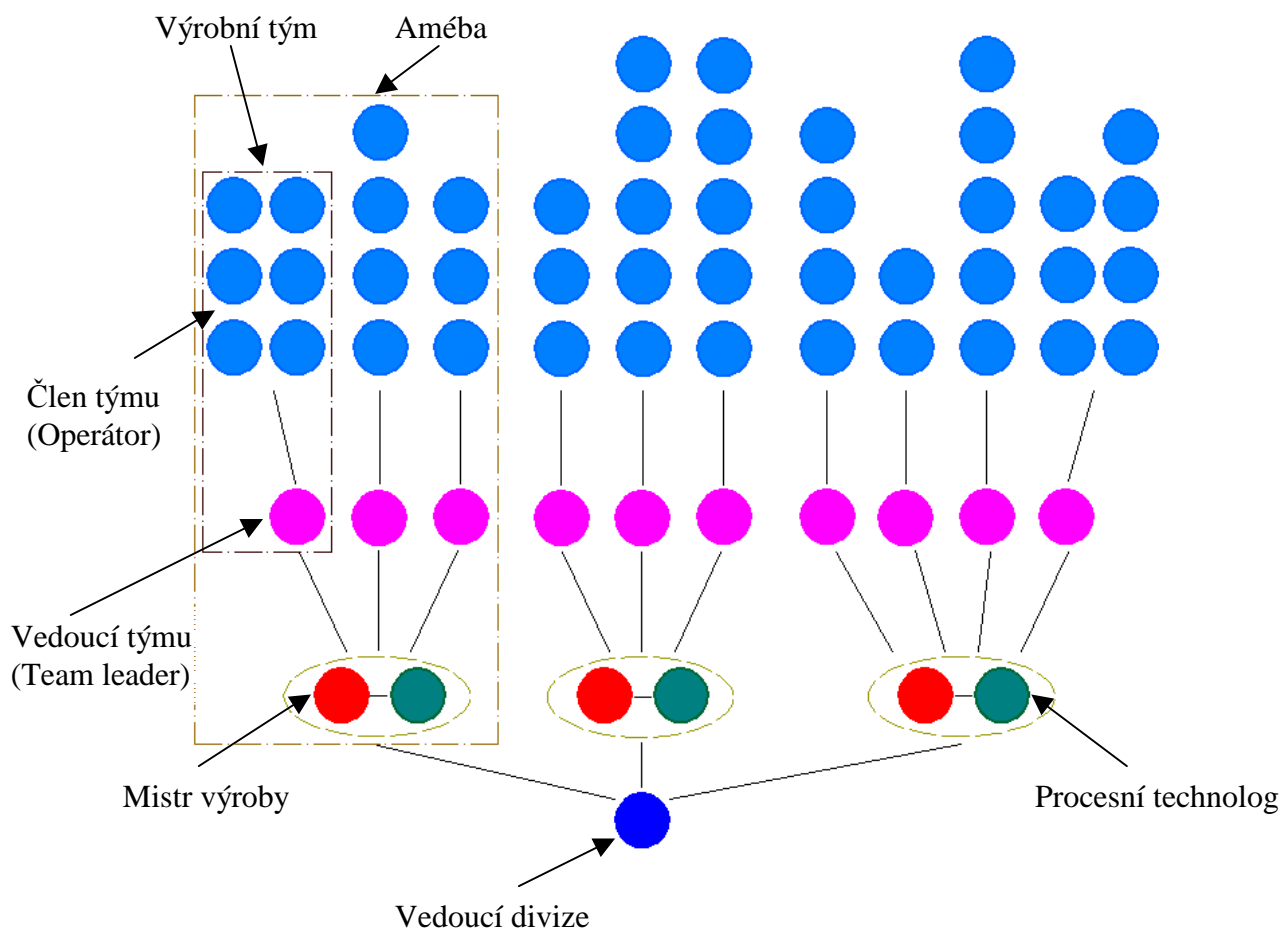 Výrobní tým
Améba
Člen týmu
(Operátor)
Vedoucí týmu
(Team leader)
Mistr výroby
Procesní technolog
Vedoucí divize